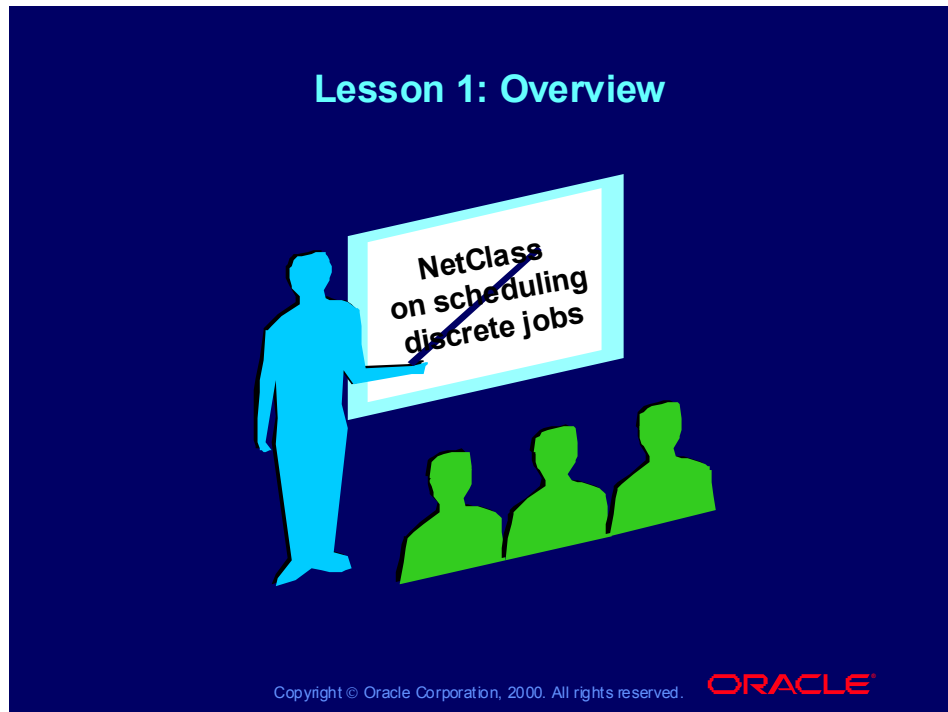 Lesson 1: Overview
NetClass
on scheduling
discrete jobs
Copyright © Oracle Corporation, 2000. All rights reserved.
ORACLE®